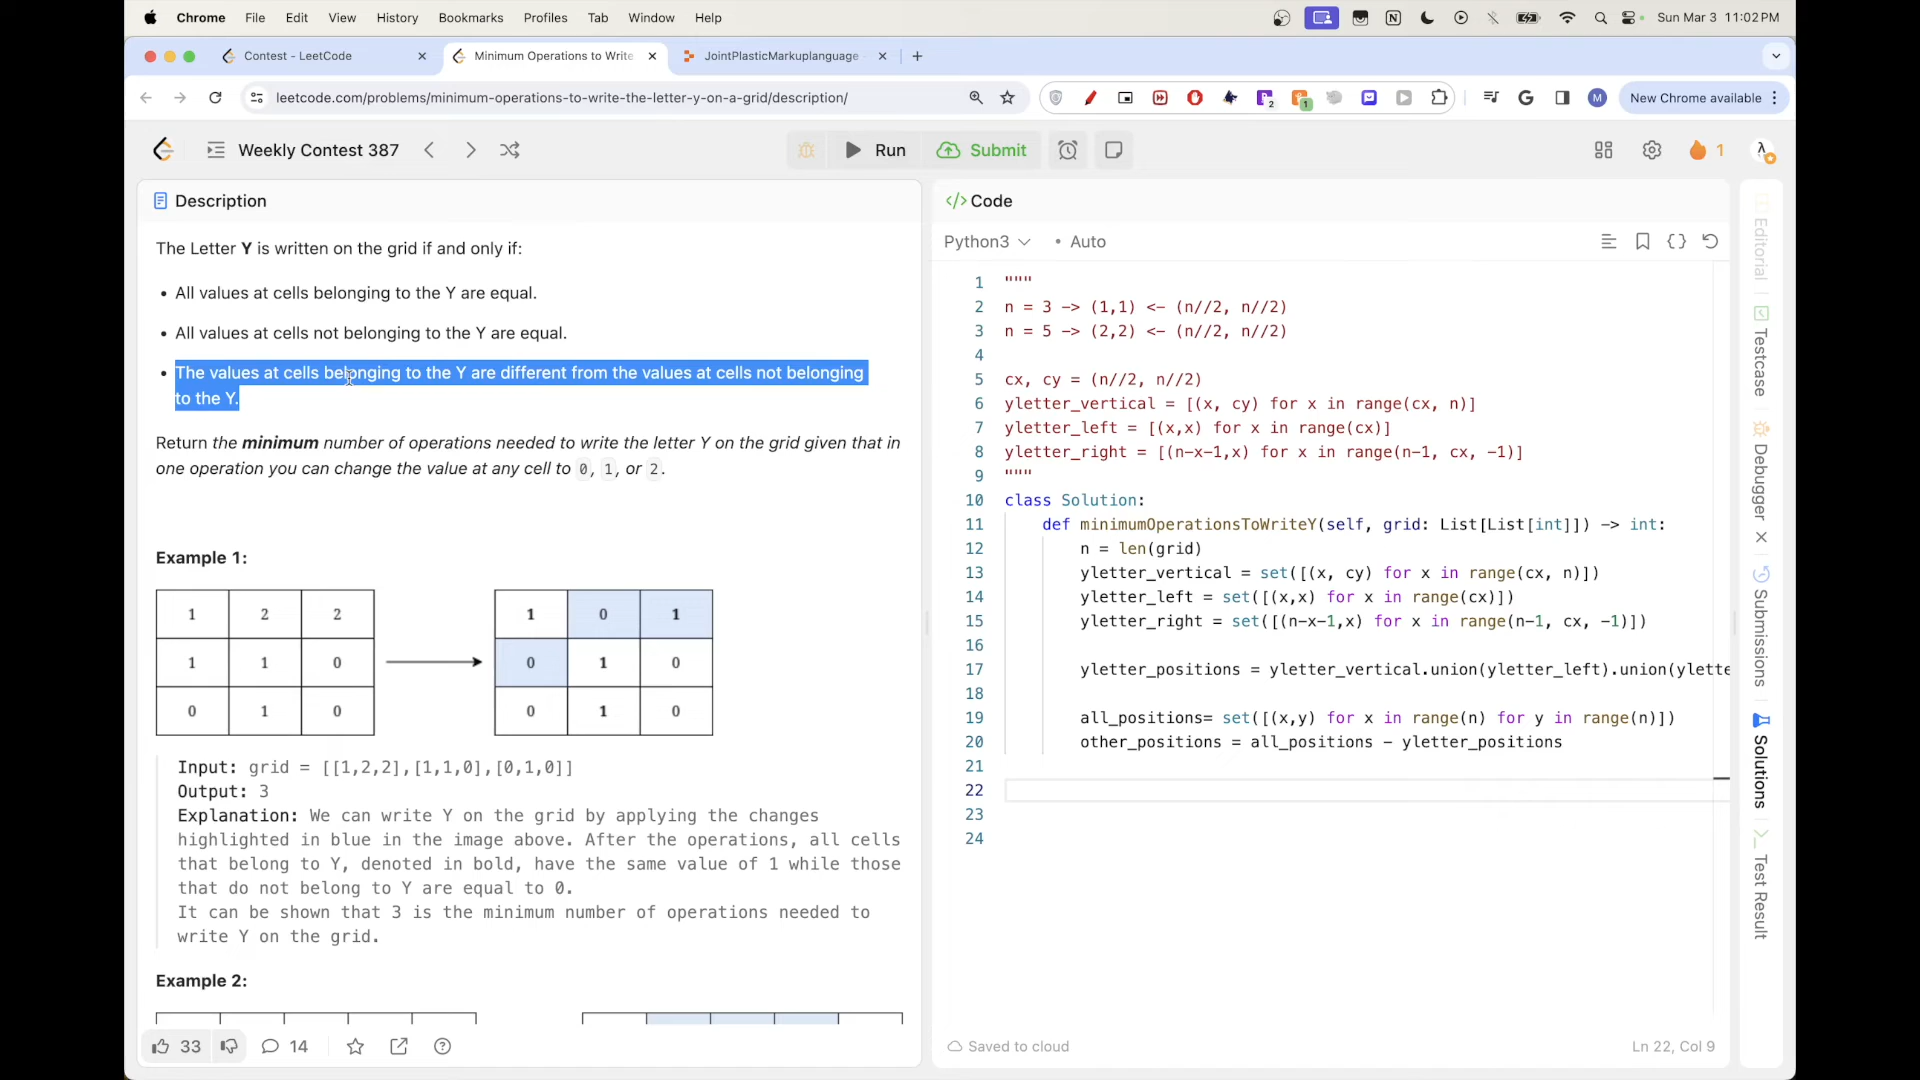 Chrome File Edit View History Bookmarks Profiles Tab Window Help Sun Mar 3 11:02 PM
Contest - LeetCode Minimum Operations to Write JointPlasticMarkuplanguage
leetcode.com/problems/minimum-operations-to-write-the-letter-y-on-a-grid/description/ 2 1 G M New Chrome available
Weekly Contest 387 Run Submit 1
Description
The Letter Y is written on the grid if and only if:
• All values at cells belonging to the Y are equal.
• All values at cells not belonging to the Y are equal.
• The values at cells belonging to the Y are different from the values at cells not belonging
to the Y.
Return the minimum number of operations needed to write the letter Y on the grid given that in
one operation you can change the value at any cell to 0, 1, or 2.
Example 1:
1 2 2
1 1 0
0 1 0
1 0 1
0 1 0
0 1 0
Input: grid = [[1,2,2],[1,1,0],[0,1,0]]
Output: 3
Explanation: We can write Y on the grid by applying the changes
highlighted in blue in the image above. After the operations, all cells
that belong to Y, denoted in bold, have the same value of 1 while those
that do not belong to Y are equal to 0.
It can be shown that 3 is the minimum number of operations needed to
write Y on the grid.
Example 2:
33 14
</> Code
Python3 • Auto
1 """
2 n = 3 -> (1,1) <- (n//2, n//2)
3 n = 5 -> (2,2) <- (n//2, n//2)
4
5 cx, cy = (n//2, n//2)
6 yletter_vertical = [(x, cy) for x in range(cx, n)]
7 yletter_left = [(x,x) for x in range(cx)]
8 yletter_right = [(n-x-1,x) for x in range(n-1, cx, -1)]
9 """
10 class Solution:
11 def minimumOperationsToWriteY(self, grid: List[List[int]]) -> int:
12 n = len(grid)
13 yletter_vertical = set([(x, cy) for x in range(cx, n)])
14 yletter_left = set([(x,x) for x in range(cx)])
15 yletter_right = set([(n-x-1,x) for x in range(n-1, cx, -1)])
16
17 yletter_positions = yletter_vertical.union(yletter_left).union(ylette
18
19 all_positions= set([(x,y) for x in range(n) for y in range(n)])
20 other_positions = all_positions - yletter_positions
21
22
23
24
Saved to cloud Ln 22, Col 9
Editorial
Testcase
Debugger
Submissions
Solutions
Test Result